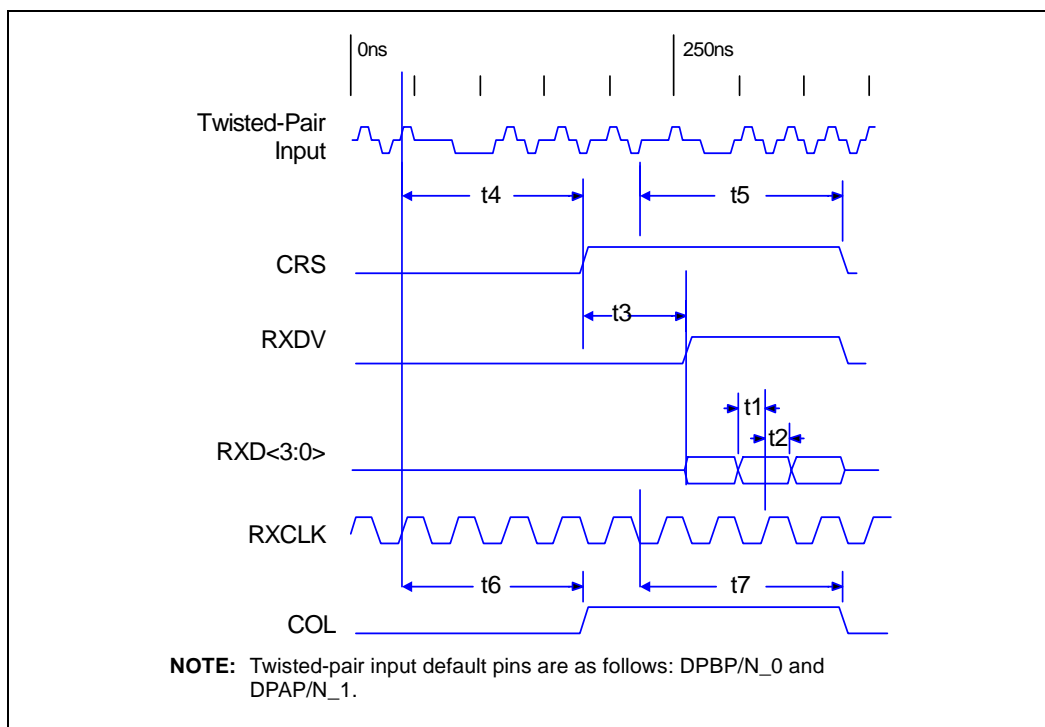 0ns
250ns
Twisted-Pair
Input
t4
t5
CRS
t3
RXDV
t1
t2
RXD<3:0>
RXCLK
t6
t7
COL
NOTE: Twisted-pair input default pins are as follows: DPBP/N_0 and
DPAP/N_1.